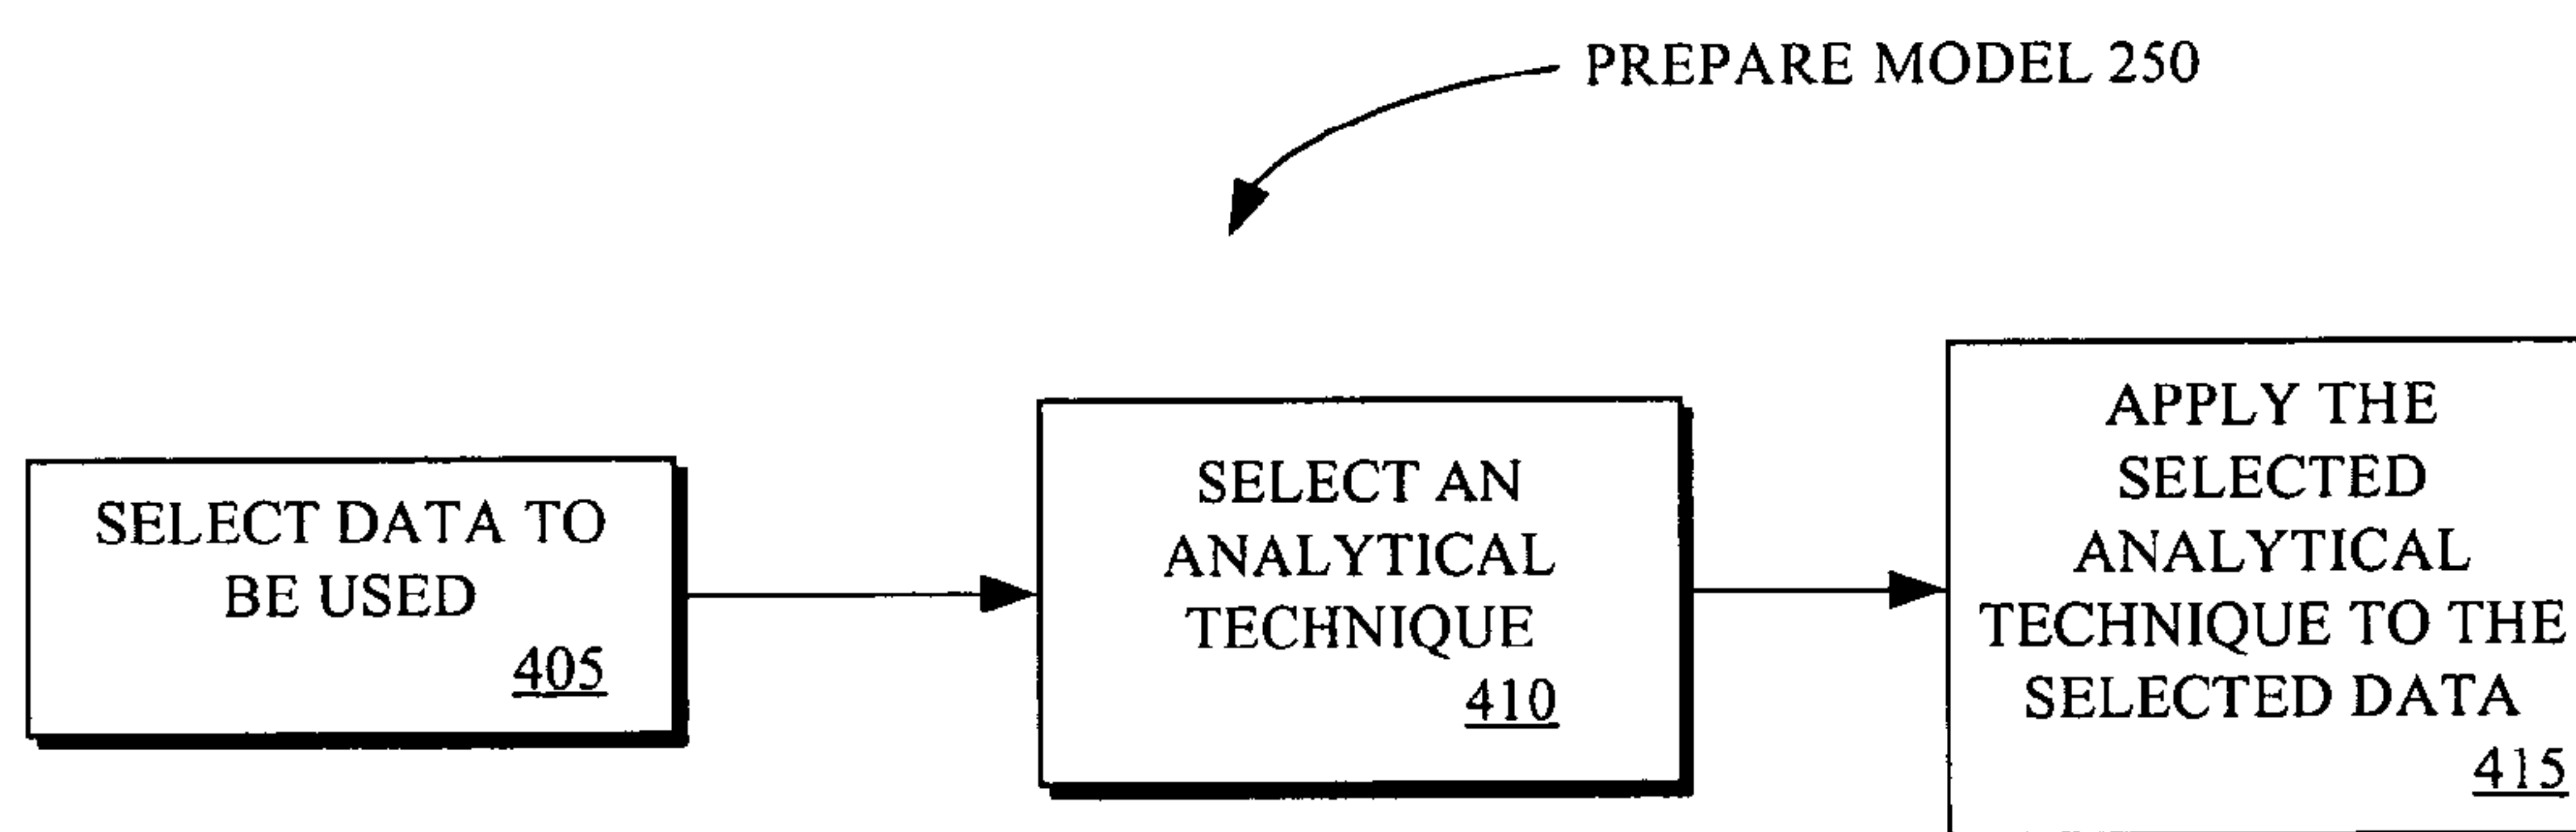 PREPARE MODEL 250
SELECT DATA TO
BE USED
405
SELECT AN
ANALYTICAL
TECHNIQUE
410
APPLY THE
SELECTED
ANALYTICAL
TECHNIQUE TO THE
SELECTED DATA
415